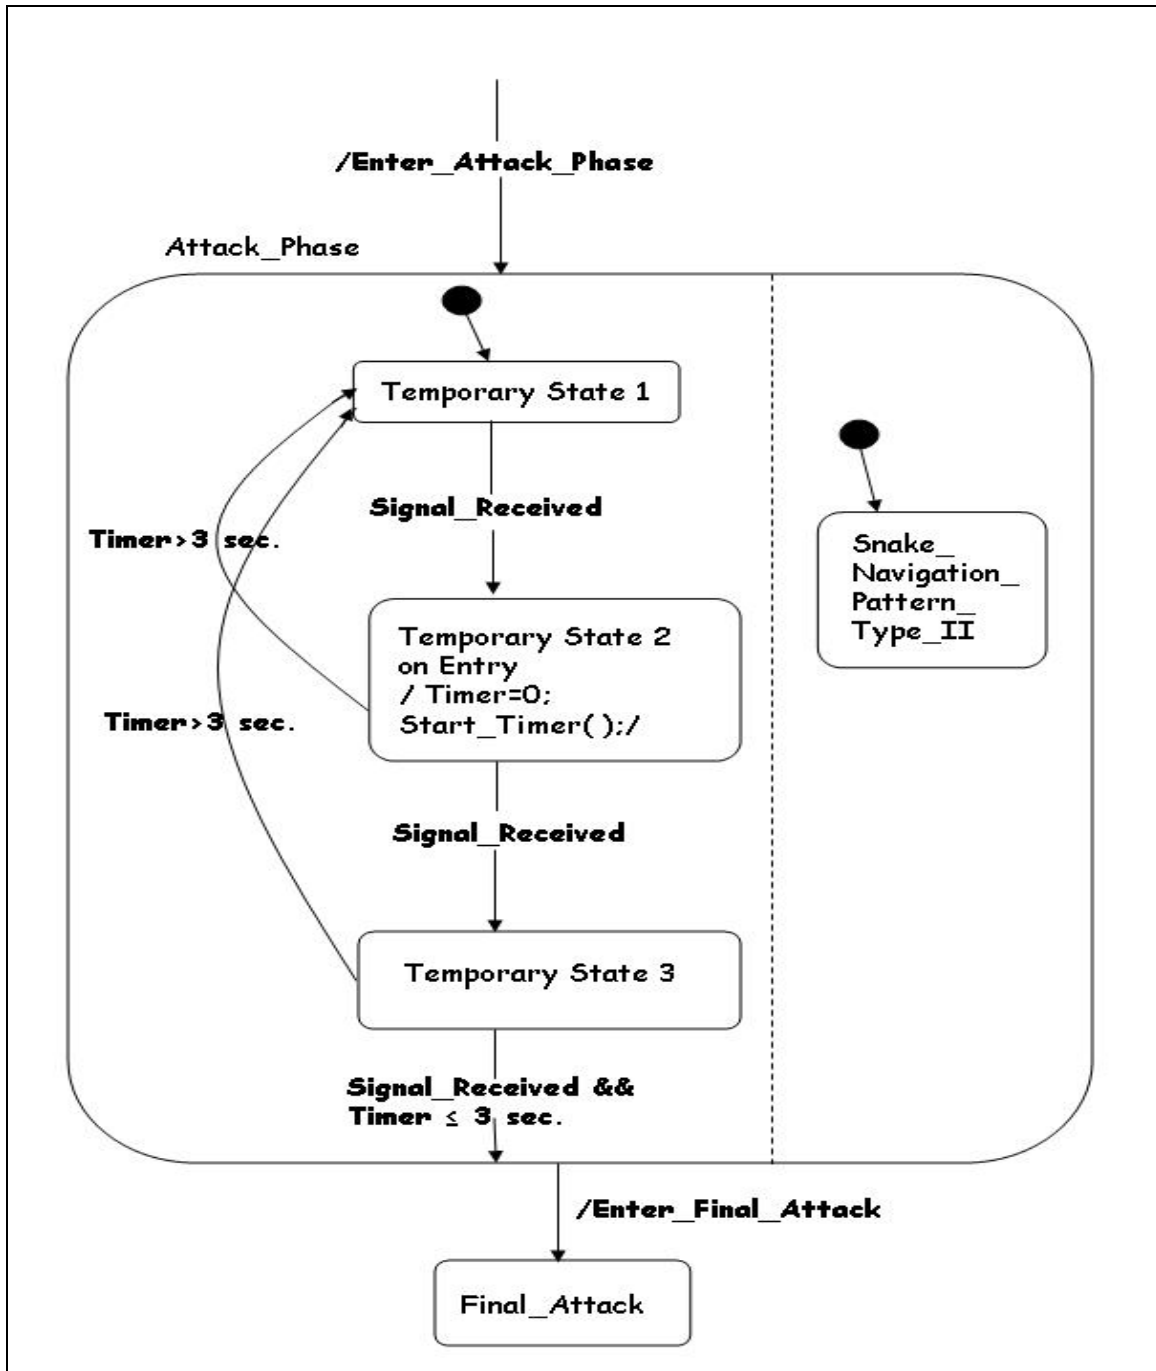 /Enter_Attack_Phase
Attack_Phase
Temporary State 1
Signal_Received
Timer>3 sec.
Snake_
Navigation_
Pattern_
Type_II
Temporary State 2
on Entry
/ Timer=0;
Start_Timer( );/
Timer>3 sec.
Signal_Received
Temporary State 3
Signal_Received &&
Timer ≤ 3 sec.
/Enter_Final_Attack
Final_Attack